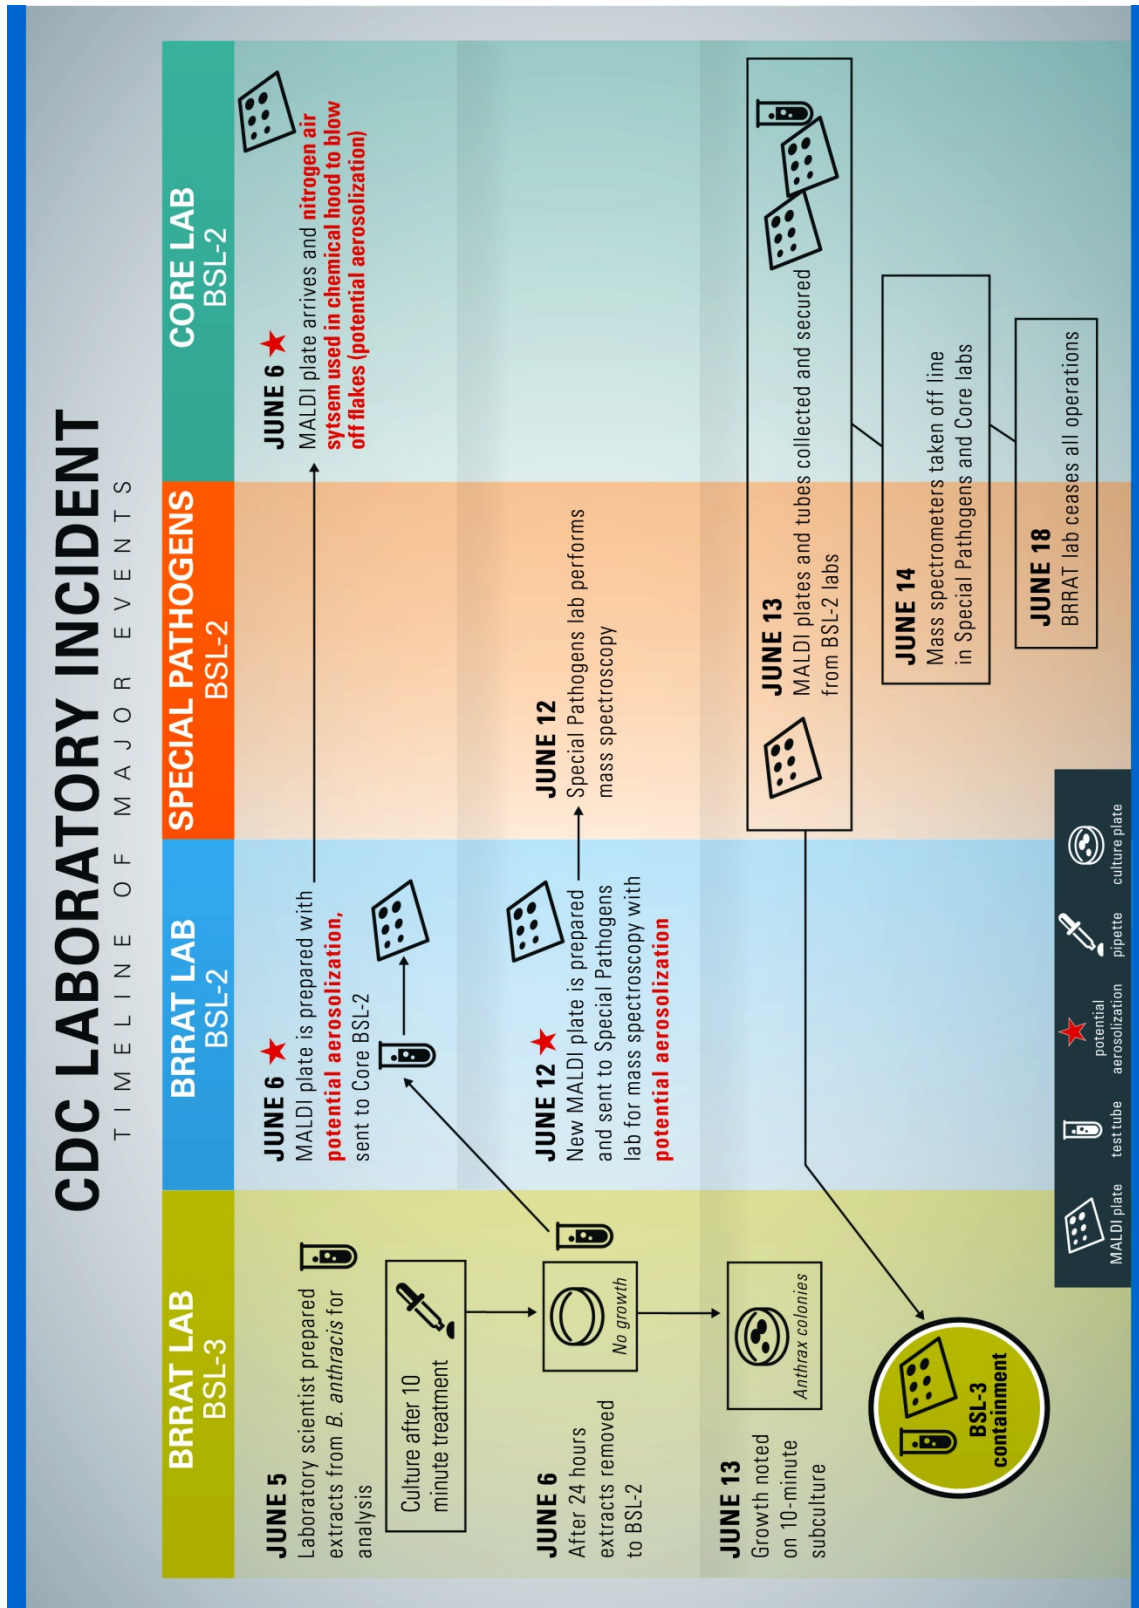 CDC LABORATORY INCIDENT
TIMELINE OF MAJOR EVENTS
BRRAT LAB
BSL-3
BRRAT LAB
BSL-2
SPECIAL PATHOGENS
BSL-2
CORE LAB
BSL-2
JUNE 5
Laboratory scientist prepared
extracts from B. anthracis for
analysis
Culture after 10
minute treatment
JUNE 6
After 24 hours
extracts removed
to BSL-2
No growth
JUNE 13
Growth noted
on 10-minute
subculture
Anthrax colonies
BSL-3
containment
JUNE 6
MALDI plate is prepared with
potential aerosolization,
sent to Core BSL-2
JUNE 12
New MALDI plate is prepared
and sent to Special Pathogens
lab for mass spectroscopy with
potential aerosolization
JUNE 12
Special Pathogens lab performs
mass spectroscopy
JUNE 6
MALDI plate arrives and nitrogen air
sytsem used in chemical hood to blow
off flakes (potential aerosolization)
JUNE 13
MALDI plates and tubes collected and secured
from BSL-2 labs
JUNE 14
Mass spectrometers taken off line
in Special Pathogens and Core labs
JUNE 18
BRRAT lab ceases all operations
MALDI plate
test tube
potential
aerosolization
pipette
culture plate